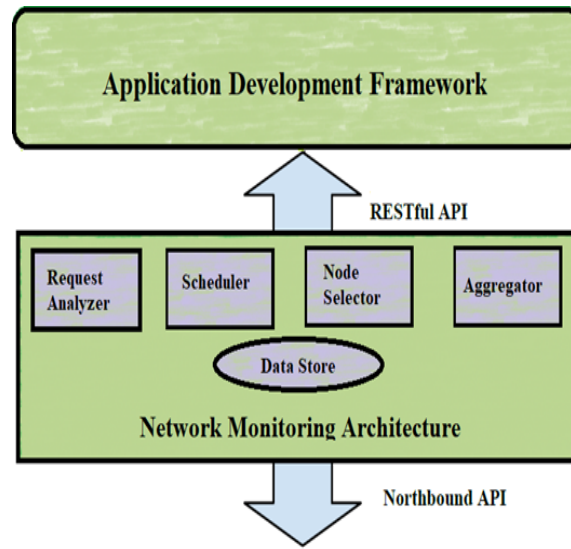 Application Development Framework
RESTful API
Request
Analyzer
Scheduler
Node
Selector
Aggregator
Data Store
Network Monitoring Architecture
Northbound API